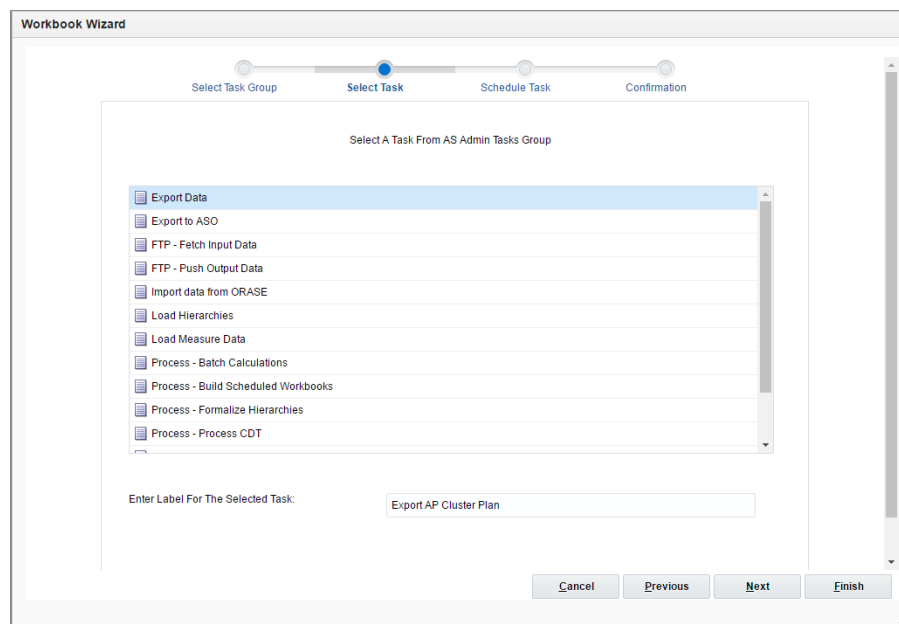 Workbook Wizard
Select Task Group
Select Task
Schedule Task
Confirmation
Select A Task From AS Admin Tasks Group
Export Data
Export to ASO
FTP - Fetch Input Data
FTP - Push Output Data
Import data from ORASE
Load Hierarchies
Load Measure Data
Process - Batch Calculations
Process - Build Scheduled Workbooks
Process - Formalize Hierarchies
Process - Process CDT
Enter Label For The Selected Task:
Export AP Cluster Plan
Cancel
Previous
Next
Finish